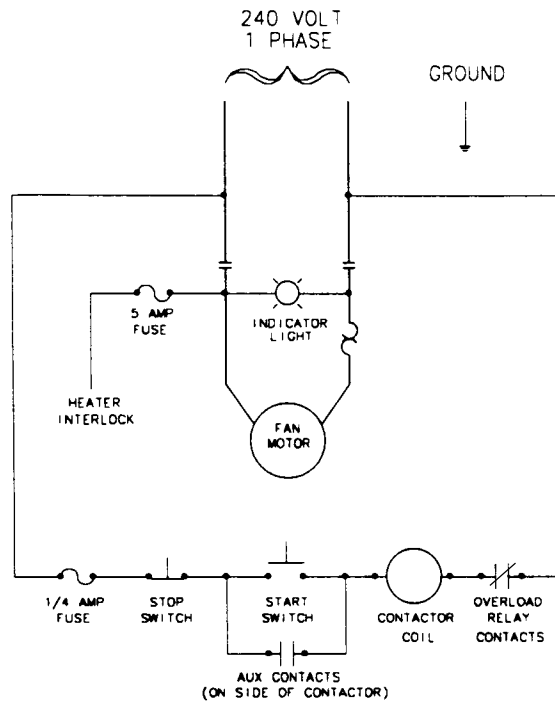 240 VOLT
1 PHASE
GROUND
5 AMP
FUSE
INDICATOR
LIGHT
HEATER
INTERLOCK
FAN
MOTOR
1/4 AMP
FUSE
STOP
SWITCH
START
SWITCH
CONTACTOR
COIL
OVERLOAD
RELAY
CONTACTS
AUX CONTACTS
(ON SIDE OF CONTACTOR)